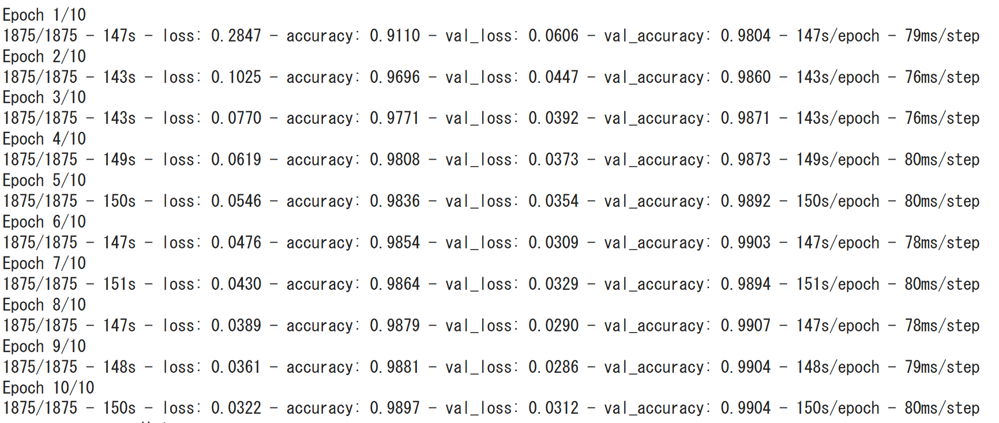 Epoch 1/10
1875/1875 - 147s - loss: 0.2847 - accuracy: 0.9110 - val_loss: 0.0606 - val_accuracy: 0.9804 - 147s/epoch - 79ms/step
Epoch 2/10
1875/1875 - 143s - loss: 0.1025 - accuracy: 0.9696 - val_loss: 0.0447 - val_accuracy: 0.9860 - 143s/epoch - 76ms/step
Epoch 3/10
1875/1875 - 143s - loss: 0.0770 - accuracy: 0.9771 - val_loss: 0.0392 - val_accuracy: 0.9871 - 143s/epoch - 76ms/step
Epoch 4/10
1875/1875 - 149s - loss: 0.0619 - accuracy: 0.9808 - val_loss: 0.0373 - val_accuracy: 0.9873 - 149s/epoch - 80ms/step
Epoch 5/10
1875/1875 - 150s - loss: 0.0546 - accuracy: 0.9836 - val_loss: 0.0354 - val_accuracy: 0.9892 - 150s/epoch - 80ms/step
Epoch 6/10
1875/1875 - 147s - loss: 0.0476 - accuracy: 0.9854 - val_loss: 0.0309 - val_accuracy: 0.9903 - 147s/epoch - 78ms/step
Epoch 7/10
1875/1875 - 151s - loss: 0.0430 - accuracy: 0.9864 - val_loss: 0.0329 - val_accuracy: 0.9894 - 151s/epoch - 80ms/step
Epoch 8/10
1875/1875 - 147s - loss: 0.0389 - accuracy: 0.9879 - val_loss: 0.0290 - val_accuracy: 0.9907 - 147s/epoch - 78ms/step
Epoch 9/10
1875/1875 - 148s - loss: 0.0361 - accuracy: 0.9881 - val_loss: 0.0286 - val_accuracy: 0.9904 - 148s/epoch - 79ms/step
Epoch 10/10
1875/1875 - 150s - loss: 0.0322 - accuracy: 0.9897 - val_loss: 0.0312 - val_accuracy: 0.9904 - 150s/epoch - 80ms/step